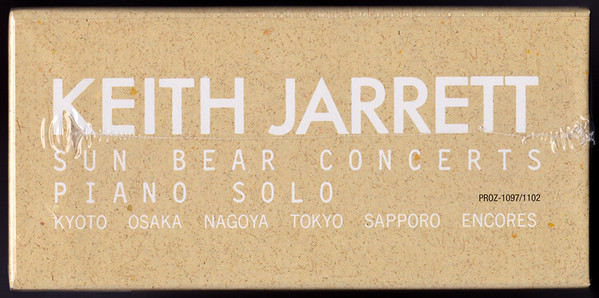 KEITH JARRETT
SUN BEAR CONCERTS
PIANO SOLO
PROZ-1097/1102
KYOTO OSAKA NAGOYA TOKYO SAPPORO ENCORES